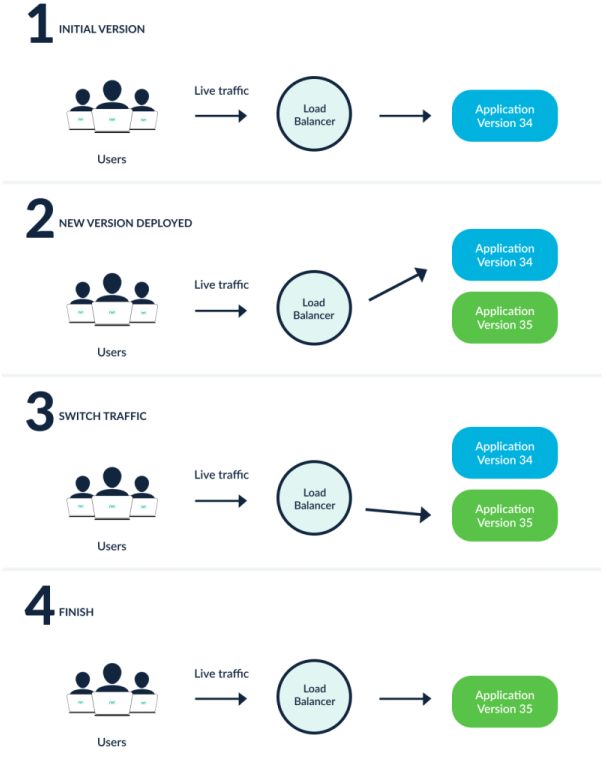 1 INITIAL VERSION
Live traffic
Load
Balancer
Application
Version 34
Users
2 NEW VERSION DEPLOYED
Live traffic
Load
Balancer
Application
Version 34
Application
Version 35
Users
3 SWITCH TRAFFIC
Live traffic
Load
Balancer
Application
Version 34
Application
Version 35
Users
4 FINISH
Live traffic
Load
Balancer
Application
Version 35
Users